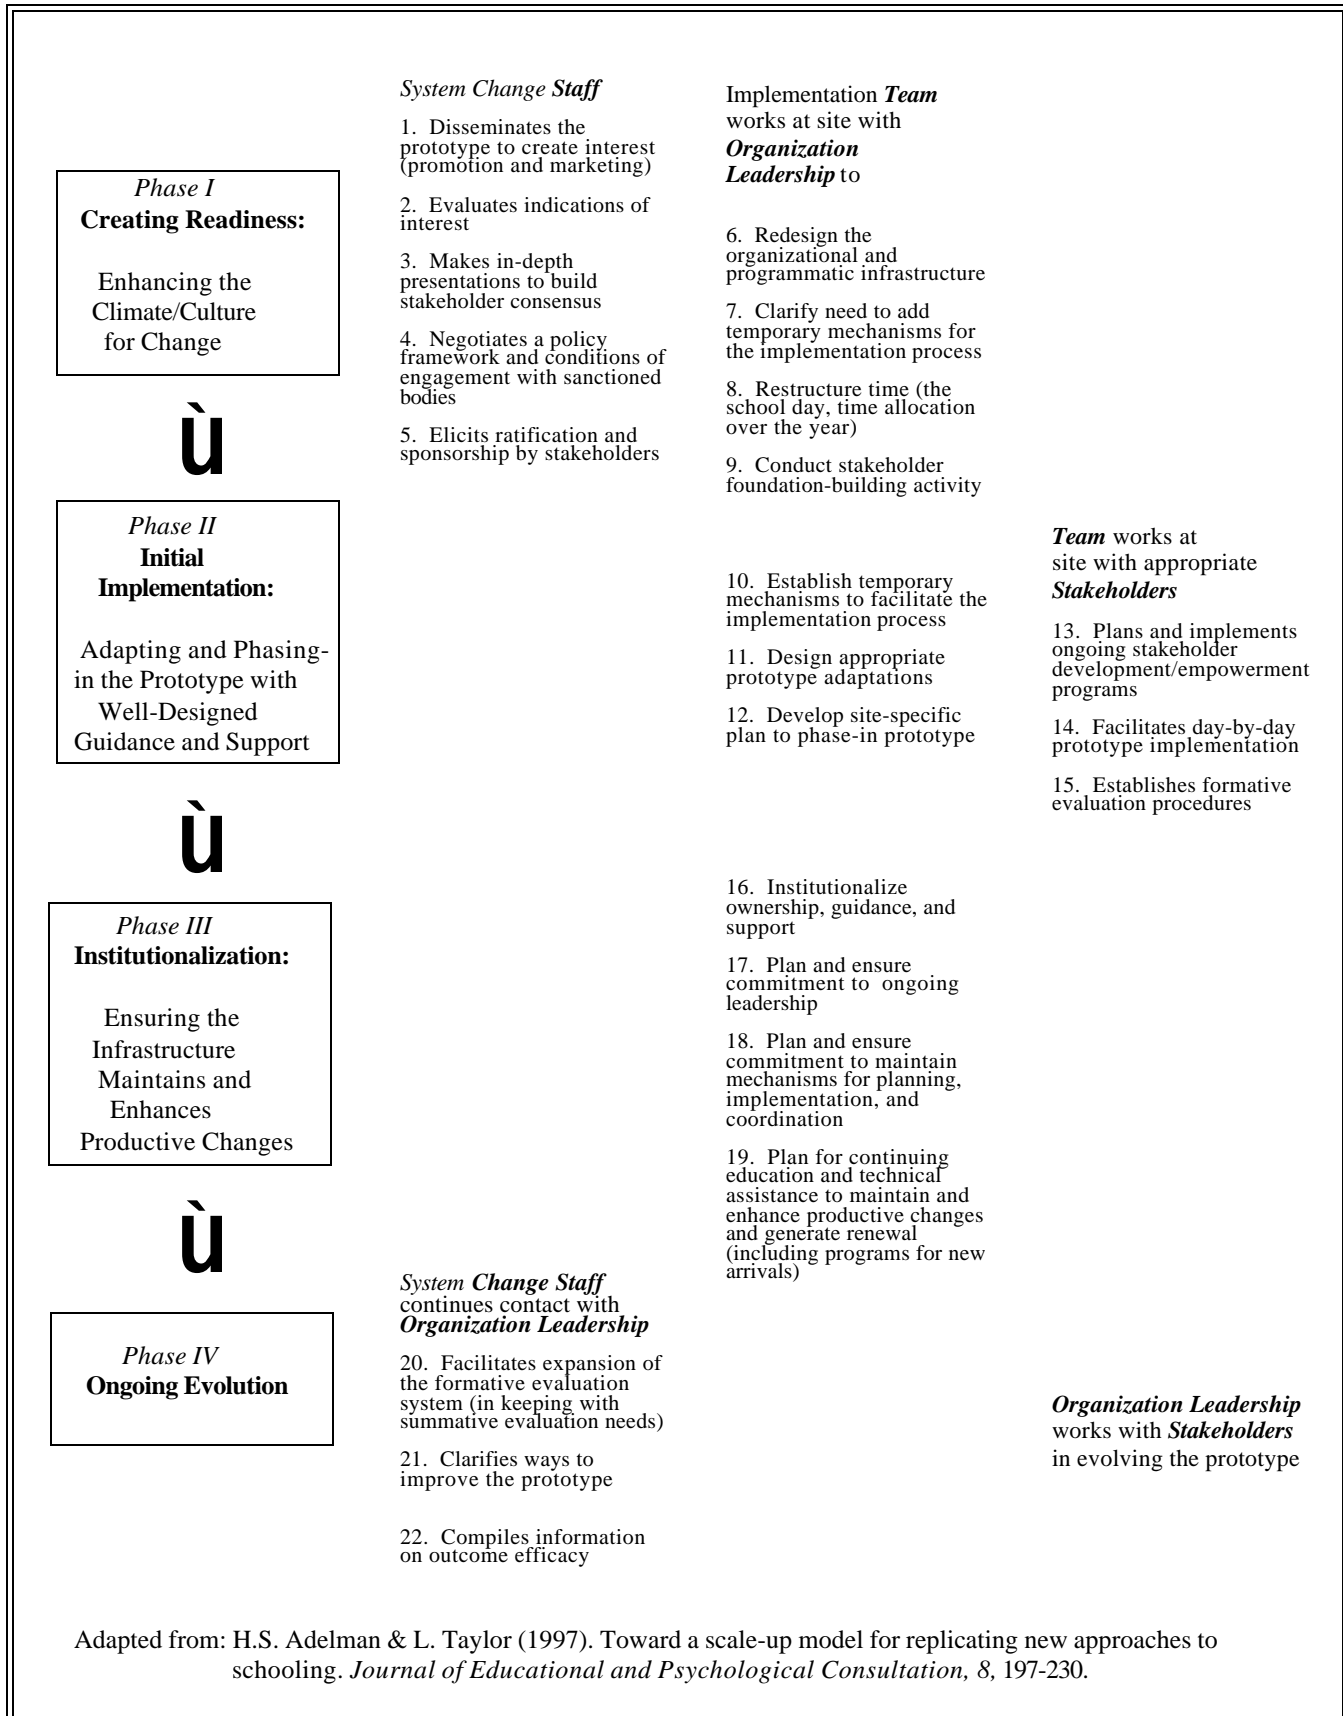 System Change Staff
1. Disseminates the
prototype to create interest
(promotion and marketing)
2. Evaluates indications of
interest
3. Makes in-depth
presentations to build
stakeholder consensus
4. Negotiates a policy
framework and conditions of
engagement with sanctioned
bodies
5. Elicits ratification and
sponsorship by stakeholders
Implementation Team
works at site with
Organization
Leadership to
6. Redesign the
organizational and
programmatic infrastructure
7. Clarify need to add
temporary mechanisms for
the implementation process
8. Restructure time (the
school day, time allocation
over the year)
9. Conduct stakeholder
foundation-building activity
Phase I
Creating Readiness:
Enhancing the
Climate/Culture
for Change
ù
Phase II
Initial
Implementation:
Adapting and Phasing-
in the Prototype with
Well-Designed
Guidance and Support
10. Establish temporary
mechanisms to facilitate the
implementation process
11. Design appropriate
prototype adaptations
12. Develop site-specific
plan to phase-in prototype
Team works at
site with appropriate
Stakeholders
13. Plans and implements
ongoing stakeholder
development/empowerment
programs
14. Facilitates day-by-day
prototype implementation
15. Establishes formative
evaluation procedures
ù
Phase III
Institutionalization:
Ensuring the
Infrastructure
Maintains and
Enhances
Productive Changes
16. Institutionalize
ownership, guidance, and
support
17. Plan and ensure
commitment to ongoing
leadership
18. Plan and ensure
commitment to maintain
mechanisms for planning,
implementation, and
coordination
19. Plan for continuing
education and technical
assistance to maintain and
enhance productive changes
and generate renewal
(including programs for new
arrivals)
ù
Phase IV
Ongoing Evolution
System Change Staff
continues contact with
Organization Leadership
20. Facilitates expansion of
the formative evaluation
system (in keeping with
summative evaluation needs)
21. Clarifies ways to
improve the prototype
22. Compiles information
on outcome efficacy
Organization Leadership
works with Stakeholders
in evolving the prototype
Adapted from: H.S. Adelman & L. Taylor (1997). Toward a scale-up model for replicating new approaches to
schooling. Journal of Educational and Psychological Consultation, 8, 197-230.